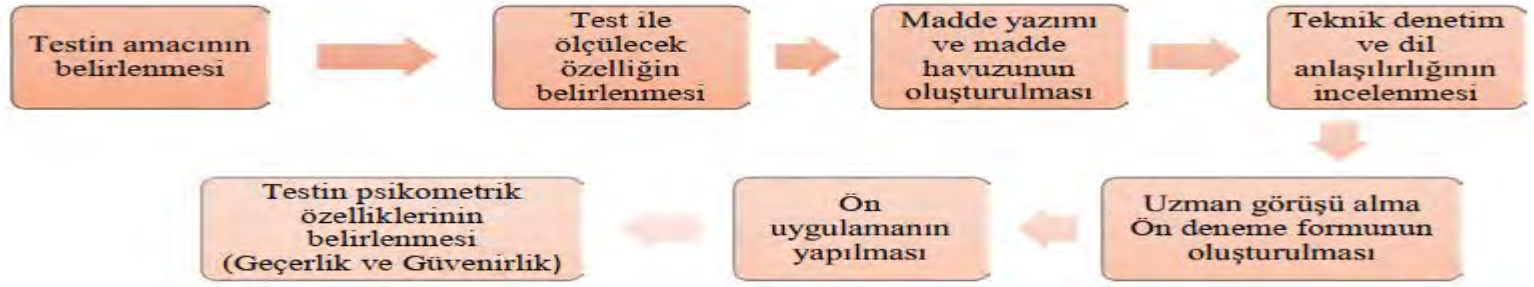 Testin amacının
belirlenmesi
Test ile
ölçülecek
özelliğin
belirlenmesi
Madde yazımı
ve madde
havuzunun
oluşturulması
Teknik denetim
ve dil
anlaşılırlığının
incelenmesi
Uzman görüşü alma
Ön deneme formunun
oluşturulması
Ön
uygulamanın
yapılması
Testin psikometrik
özelliklerinin
belirlenmesi
(Geçerlik ve Güvenirlik)